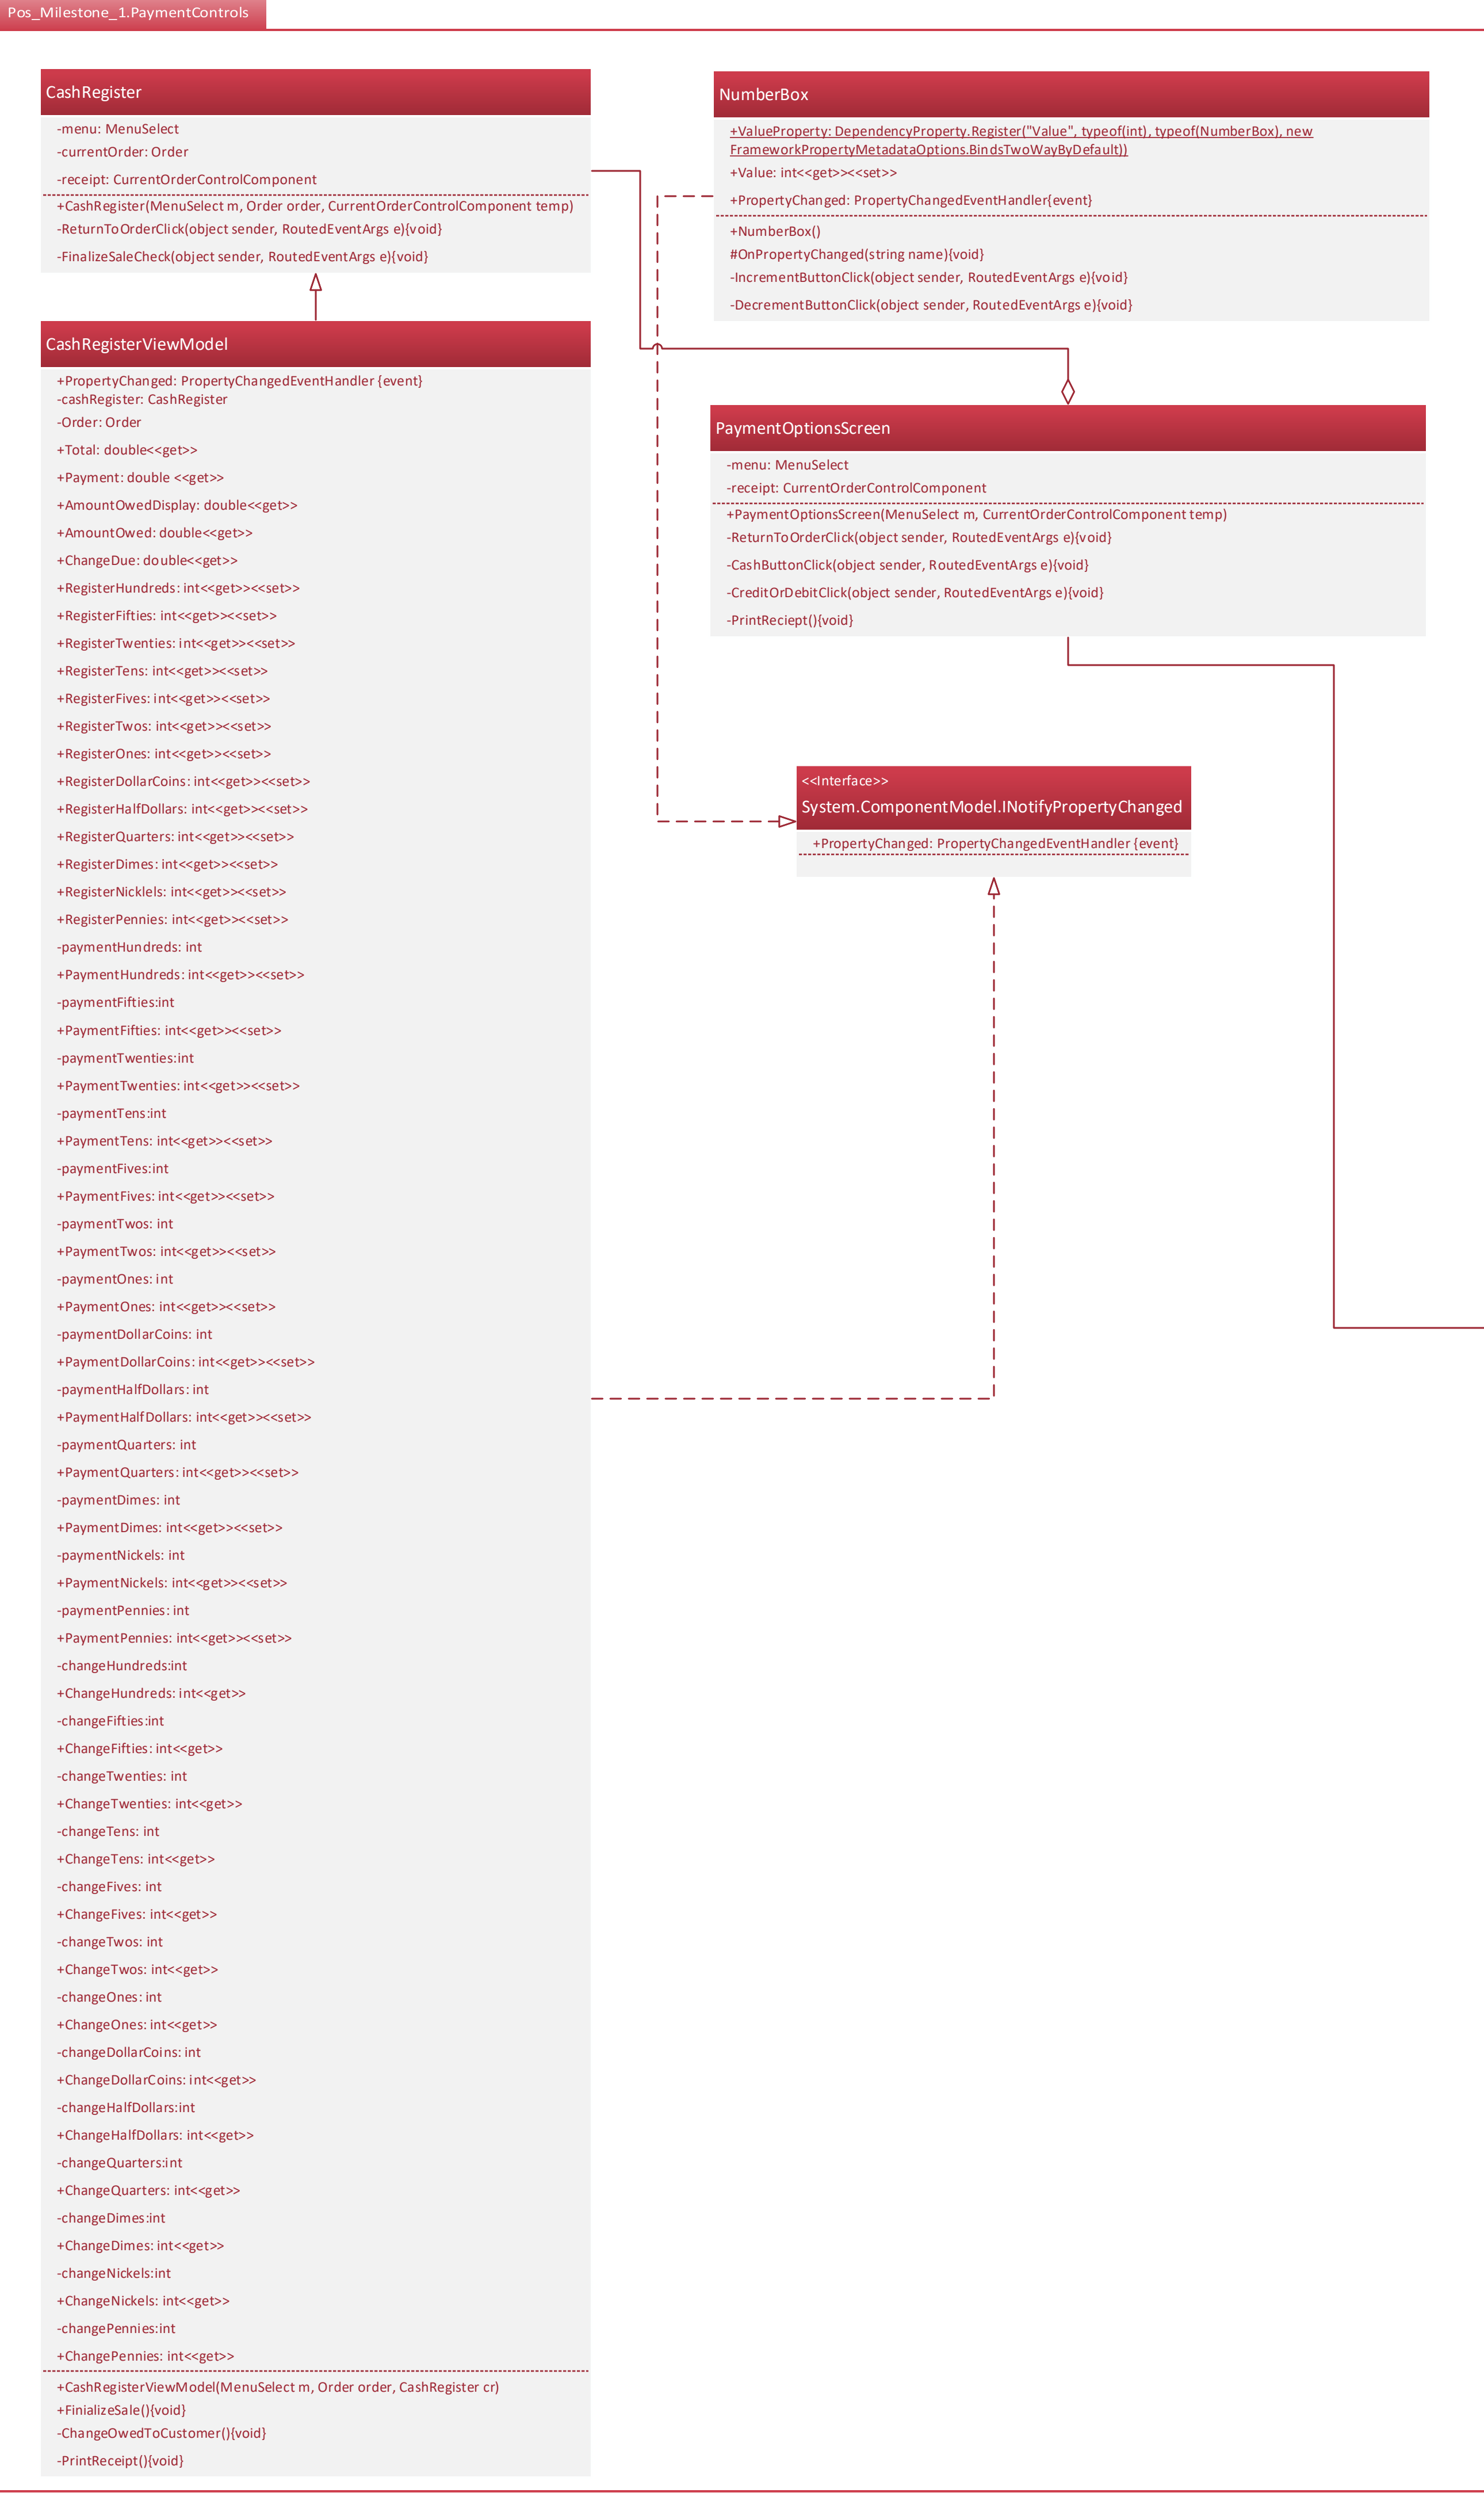 Pos_Milestone_1.PaymentControls
CashRegister
-menu: MenuSelect
-currentOrder: Order
-receipt: CurrentOrderControlComponent
+CashRegister(MenuSelect m, Order order, CurrentOrderControlComponent temp)
-ReturnToOrderClick(object sender, RoutedEventArgs e){void}
-FinalizeSaleCheck(object sender, RoutedEventArgs e){void}
NumberBox
+ValueProperty: DependencyProperty.Register("Value", typeof(int), typeof(NumberBox), new
FrameworkPropertyMetadataOptions.BindsTwoWayByDefault))
+Value: int<<get>><<set>>
+PropertyChanged: PropertyChangedEventHandler{event}
+NumberBox()
#OnPropertyChanged(string name){void}
-IncrementButtonClick(object sender, RoutedEventArgs e){void}
-DecrementButtonClick(object sender, RoutedEventArgs e){void}
PaymentOptionsScreen
-menu: MenuSelect
-receipt: CurrentOrderControlComponent
+PaymentOptionsScreen(MenuSelect m, CurrentOrderControlComponent temp)
-ReturnToOrderClick(object sender, RoutedEventArgs e){void}
-CashButtonClick(object sender, RoutedEventArgs e){void}
-CreditOrDebitClick(object sender, RoutedEventArgs e){void}
-PrintReciept(){void}
<<Interface>>
System.ComponentModel.INotifyPropertyChanged
+PropertyChanged: PropertyChangedEventHandler {event}
CashRegisterViewModel
+PropertyChanged: PropertyChangedEventHandler {event}
-cashRegister: CashRegister
-Order: Order
+Total: double<<get>>
+Payment: double <<get>>
+AmountOwedDisplay: double<<get>>
+AmountOwed: double<<get>>
+ChangeDue: double<<get>>
+RegisterHundreds: int<<get>><<set>>
+RegisterFifties: int<<get>><<set>>
+RegisterTwenties: int<<get>><<set>>
+RegisterTens: int<<get>><<set>>
+RegisterFives: int<<get>><<set>>
+RegisterTwos: int<<get>><<set>>
+RegisterOnes: int<<get>><<set>>
+RegisterDollarCoins: int<<get>><<set>>
+RegisterHalfDollars: int<<get>><<set>>
+RegisterQuarters: int<<get>><<set>>
+RegisterDimes: int<<get>><<set>>
+RegisterNicklels: int<<get>><<set>>
+RegisterPennies: int<<get>><<set>>
-paymentHundreds: int
+PaymentHundreds: int<<get>><<set>>
-paymentFifties:int
+PaymentFifties: int<<get>><<set>>
-paymentTwenties:int
+PaymentTwenties: int<<get>><<set>>
-paymentTens:int
+PaymentTens: int<<get>><<set>>
-paymentFives:int
+PaymentFives: int<<get>><<set>>
-paymentTwos: int
+PaymentTwos: int<<get>><<set>>
-paymentOnes: int
+PaymentOnes: int<<get>><<set>>
-paymentDollarCoins: int
+PaymentDollarCoins: int<<get>><<set>>
-paymentHalfDollars: int
+PaymentHalfDollars: int<<get>><<set>>
-paymentQuarters: int
+PaymentQuarters: int<<get>><<set>>
-paymentDimes: int
+PaymentDimes: int<<get>><<set>>
-paymentNickels: int
+PaymentNickels: int<<get>><<set>>
-paymentPennies: int
+PaymentPennies: int<<get>><<set>>
-changeHundreds:int
+ChangeHundreds: int<<get>>
-changeFifties:int
+ChangeFifties: int<<get>>
-changeTwenties: int
+ChangeTwenties: int<<get>>
-changeTens: int
+ChangeTens: int<<get>>
-changeFives: int
+ChangeFives: int<<get>>
-changeTwos: int
+ChangeTwos: int<<get>>
-changeOnes: int
+ChangeOnes: int<<get>>
-changeDollarCoins: int
+ChangeDollarCoins: int<<get>>
-changeHalfDollars:int
+ChangeHalfDollars: int<<get>>
-changeQuarters:int
+ChangeQuarters: int<<get>>
-changeDimes:int
+ChangeDimes: int<<get>>
-changeNickels:int
+ChangeNickels: int<<get>>
-changePennies:int
+ChangePennies: int<<get>>
+CashRegisterViewModel(MenuSelect m, Order order, CashRegister cr)
+FinializeSale(){void}
-ChangeOwedToCustomer(){void}
-PrintReceipt(){void}